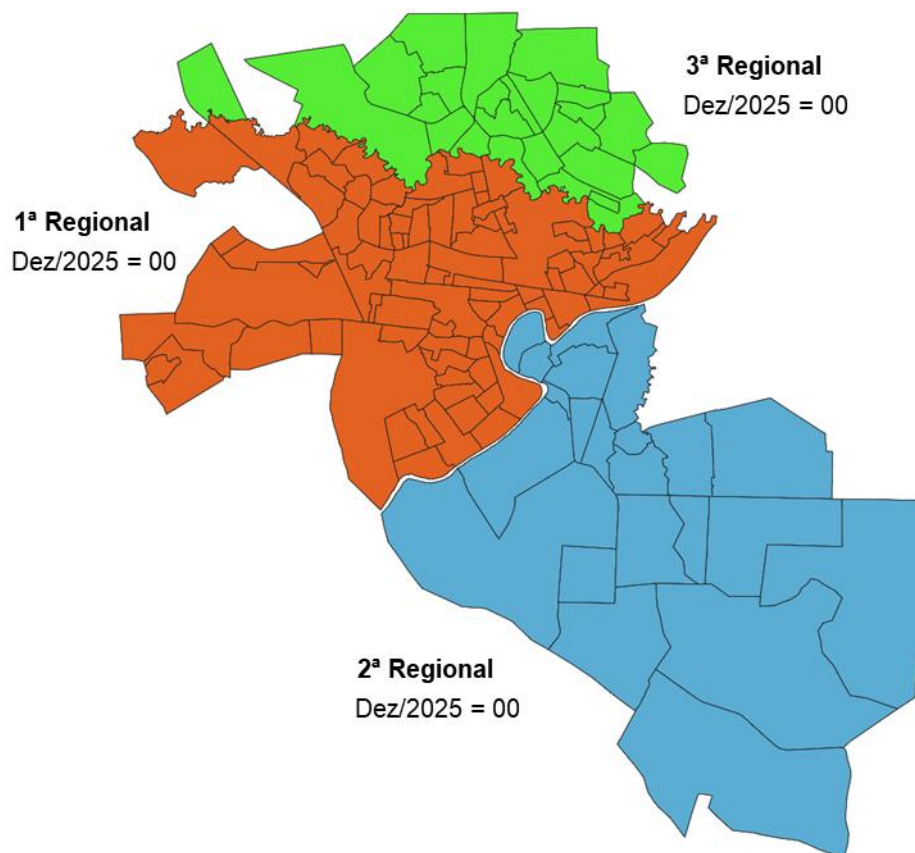 3ª Regional
Dez/2025 = 00
1ª Regional
Dez/2025 = 00
2ª Regional
Dez/2025 = 00